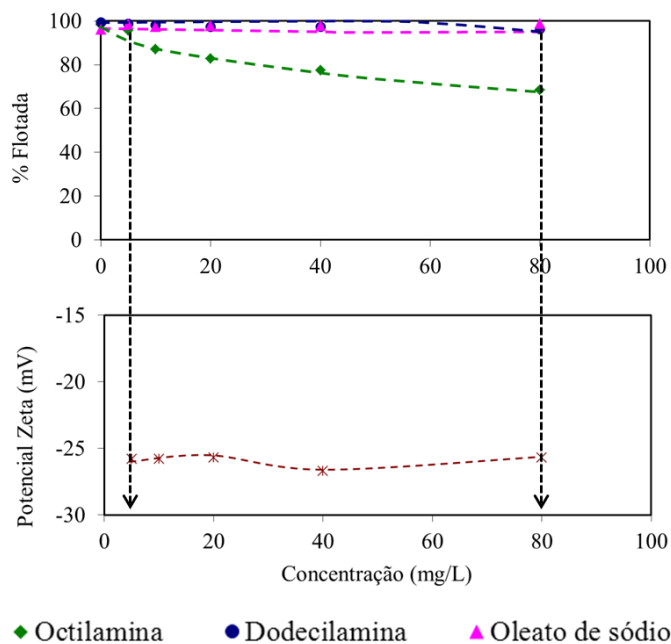 100
80
60
40
20
0
% Flotada
0 20 40 60 80 100
-15
-20
-25
-30
Potencial Zeta (mV)
0 20 40 60 80 100
Concentração (mg/L)
Octilamina Dodecilamina Oleato de sódio